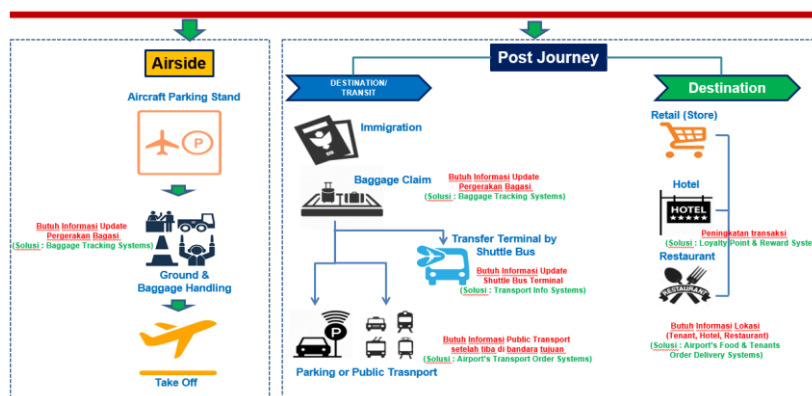 Airside
Aircraft Parking Stand
P
Butuh Informasi Update
Pergerakan Bagasi
(Solusi : Baggage Tracking Systems)
Ground &
Baggage Handling
Take Off
Post Journey
DESTINATION/
TRANSIT
Immigration
Baggage Claim
Butuh Informasi Update
Pergerakan Bagasi
(Solusi : Baggage Tracking Systems)
Transfer Terminal by
Shuttle Bus
Butuh Informasi Update
Shuttle Bus Terminal
(Solusi : Transport Info Systems)
P
Butuh Informasi Public Transport
setelah tiba di bandara tujuan
(Solusi : Airport's Transport Order Systems)
Parking or Public Trasnport
Destination
Retail (Store)
Hotel
HOTEL
Peningkatan transaksi
(Solusi : Loyalty Point & Reward Syste
Restaurant
RESTAURANT
Butuh Informasi Lokasi
(Tenant, Hotel, Restaurant)
(Solusi : Airport's Food & Tenants
Order Delivery Systems)